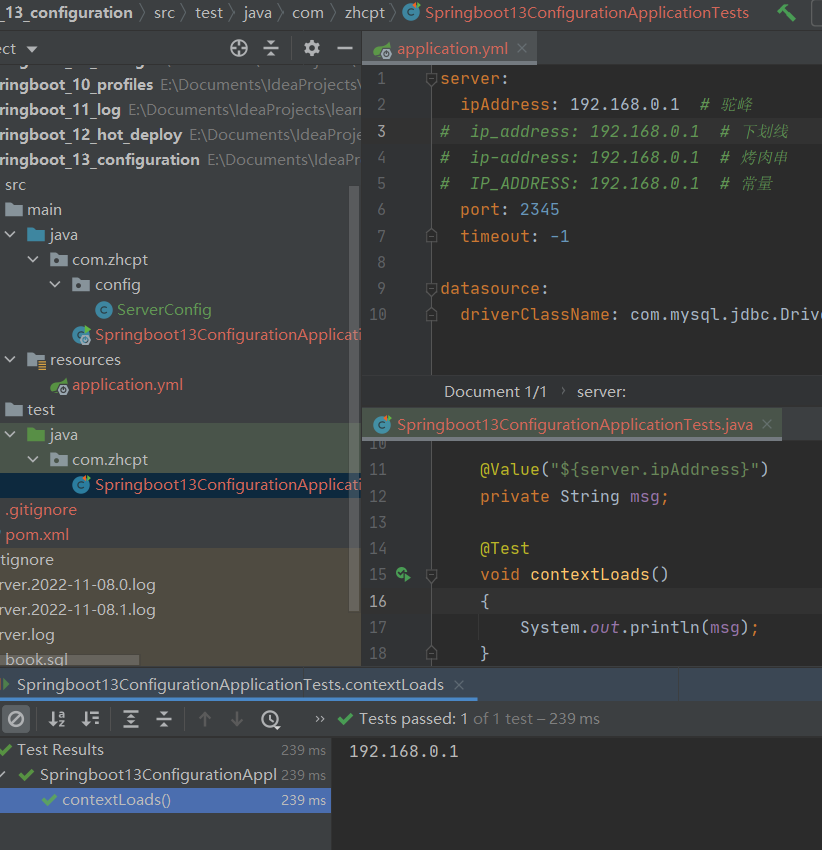 _13_configuration src test java com zhcpt Springboot13ConfigurationApplicationTests
ect
ringboot_10_profiles E:\Documents\IdeaProjects\
ringboot_11_log E:\Documents\IdeaProjects\learn
ringboot_12_hot_deploy E:\Documents\IdeaProje
ringboot_13_configuration E:\Documents\IdeaP
src
main
java
com.zhcpt
config
ServerConfig
Springboot13ConfigurationApplicati
resources
application.yml
test
java
com.zhcpt
Springboot13ConfigurationApplicati
.gitignore
pom.xml
itignore
rver.2022-11-08.0.log
rver.2022-11-08.1.log
rver.log
book.sql
application.yml
1 server:
2 ipAddress: 192.168.0.1 # 驼峰
3 # ip_address: 192.168.0.1 # 下划线
4 # ip-address: 192.168.0.1 # 烤肉串
5 # IP_ADDRESS: 192.168.0.1 # 常量
6 port: 2345
7 timeout: -1
8
9 datasource:
10 driverClassName: com.mysql.jdbc.Drive
Document 1/1 server:
Springboot13ConfigurationApplicationTests.java
10
11 @Value("${server.ipAddress}")
12 private String msg;
13
14 @Test
15 void contextLoads()
16 {
17 System.out.println(msg);
18 }
Springboot13ConfigurationApplicationTests.contextLoads
Tests passed: 1 of 1 test – 239 ms
Test Results 239 ms
Springboot13ConfigurationAppl 239 ms
contextLoads() 239 ms
192.168.0.1